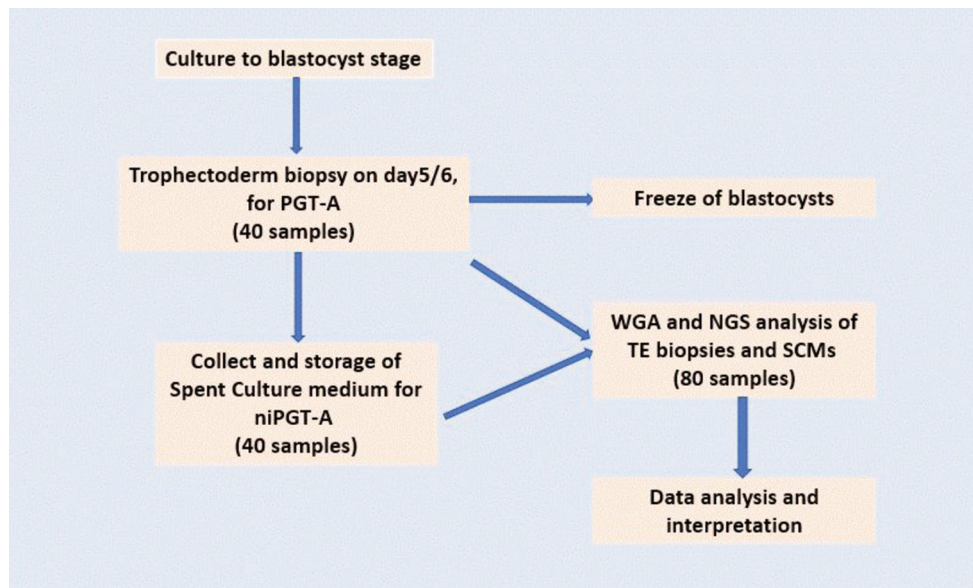 Culture to blastocyst stage
Trophectoderm biopsy on day5/6,
for PGT-A
(40 samples)
Freeze of blastocysts
Collect and storage of
Spent Culture medium for
niPGT-A
(40 samples)
WGA and NGS analysis of
TE biopsies and SCMs
(80 samples)
Data analysis and
interpretation